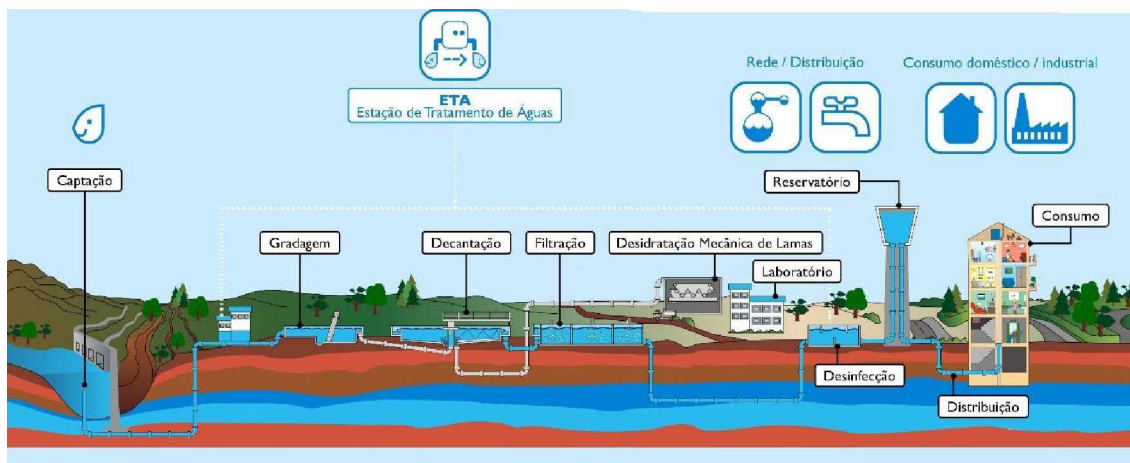 ETA
Estação de Tratamento de Águas
Rede / Distribuição
Consumo doméstico / industrial
Captação
Reservatório
Consumo
Gradagem
Decantação
Filtração
Desidratação Mecânica de Lamas
Laboratório
Desinfecção
Distribuição